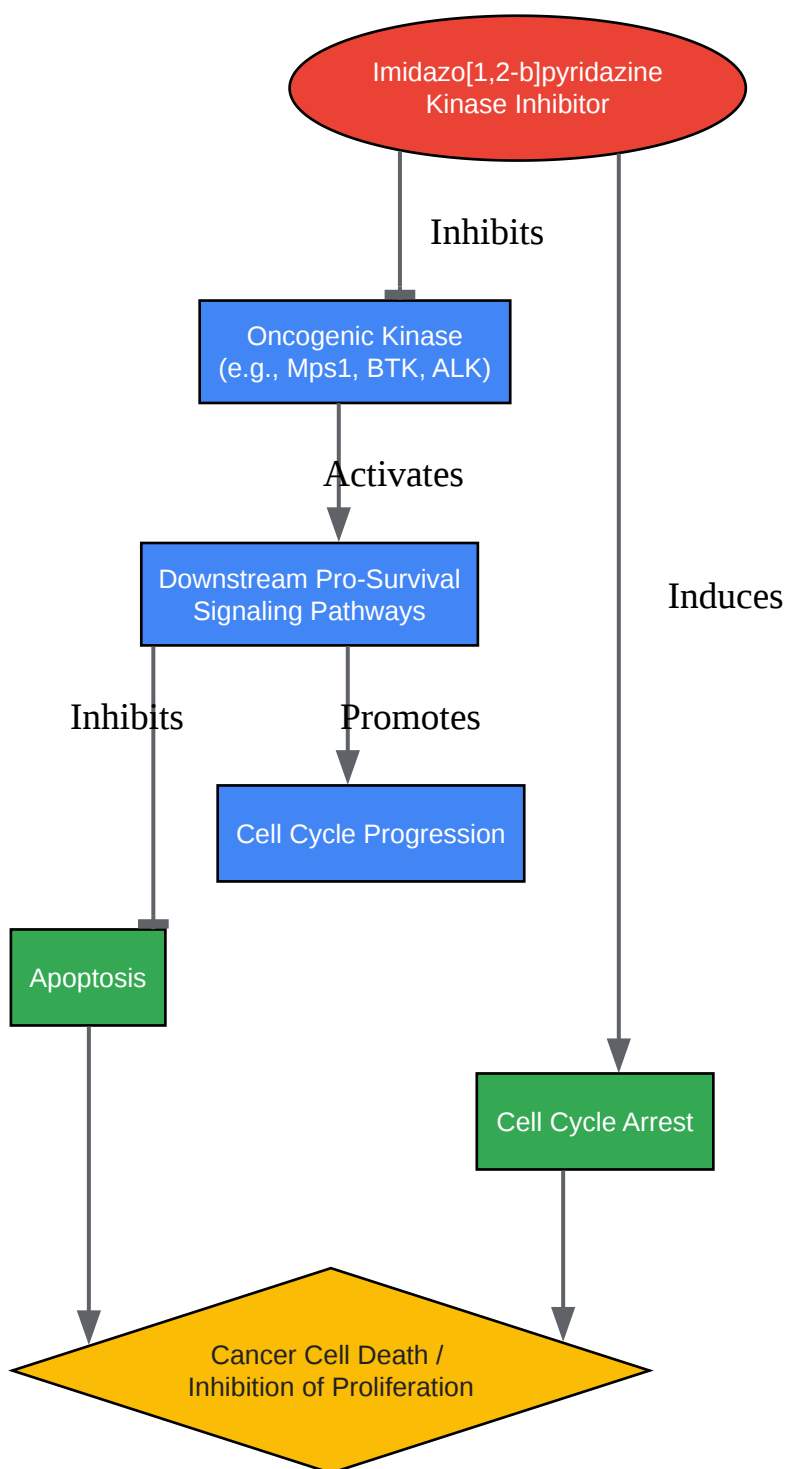 Imidazo[1,2-b]pyridazine
Kinase Inhibitor
Inhibits
Oncogenic Kinase
(e.g., Mps1, BTK, ALK)
Activates
Downstream Pro-Survival
Signaling Pathways
Induces
Inhibits
Promotes
Cell Cycle Progression
Apoptosis
Cell Cycle Arrest
Cancer Cell Death /
Inhibition of Proliferation